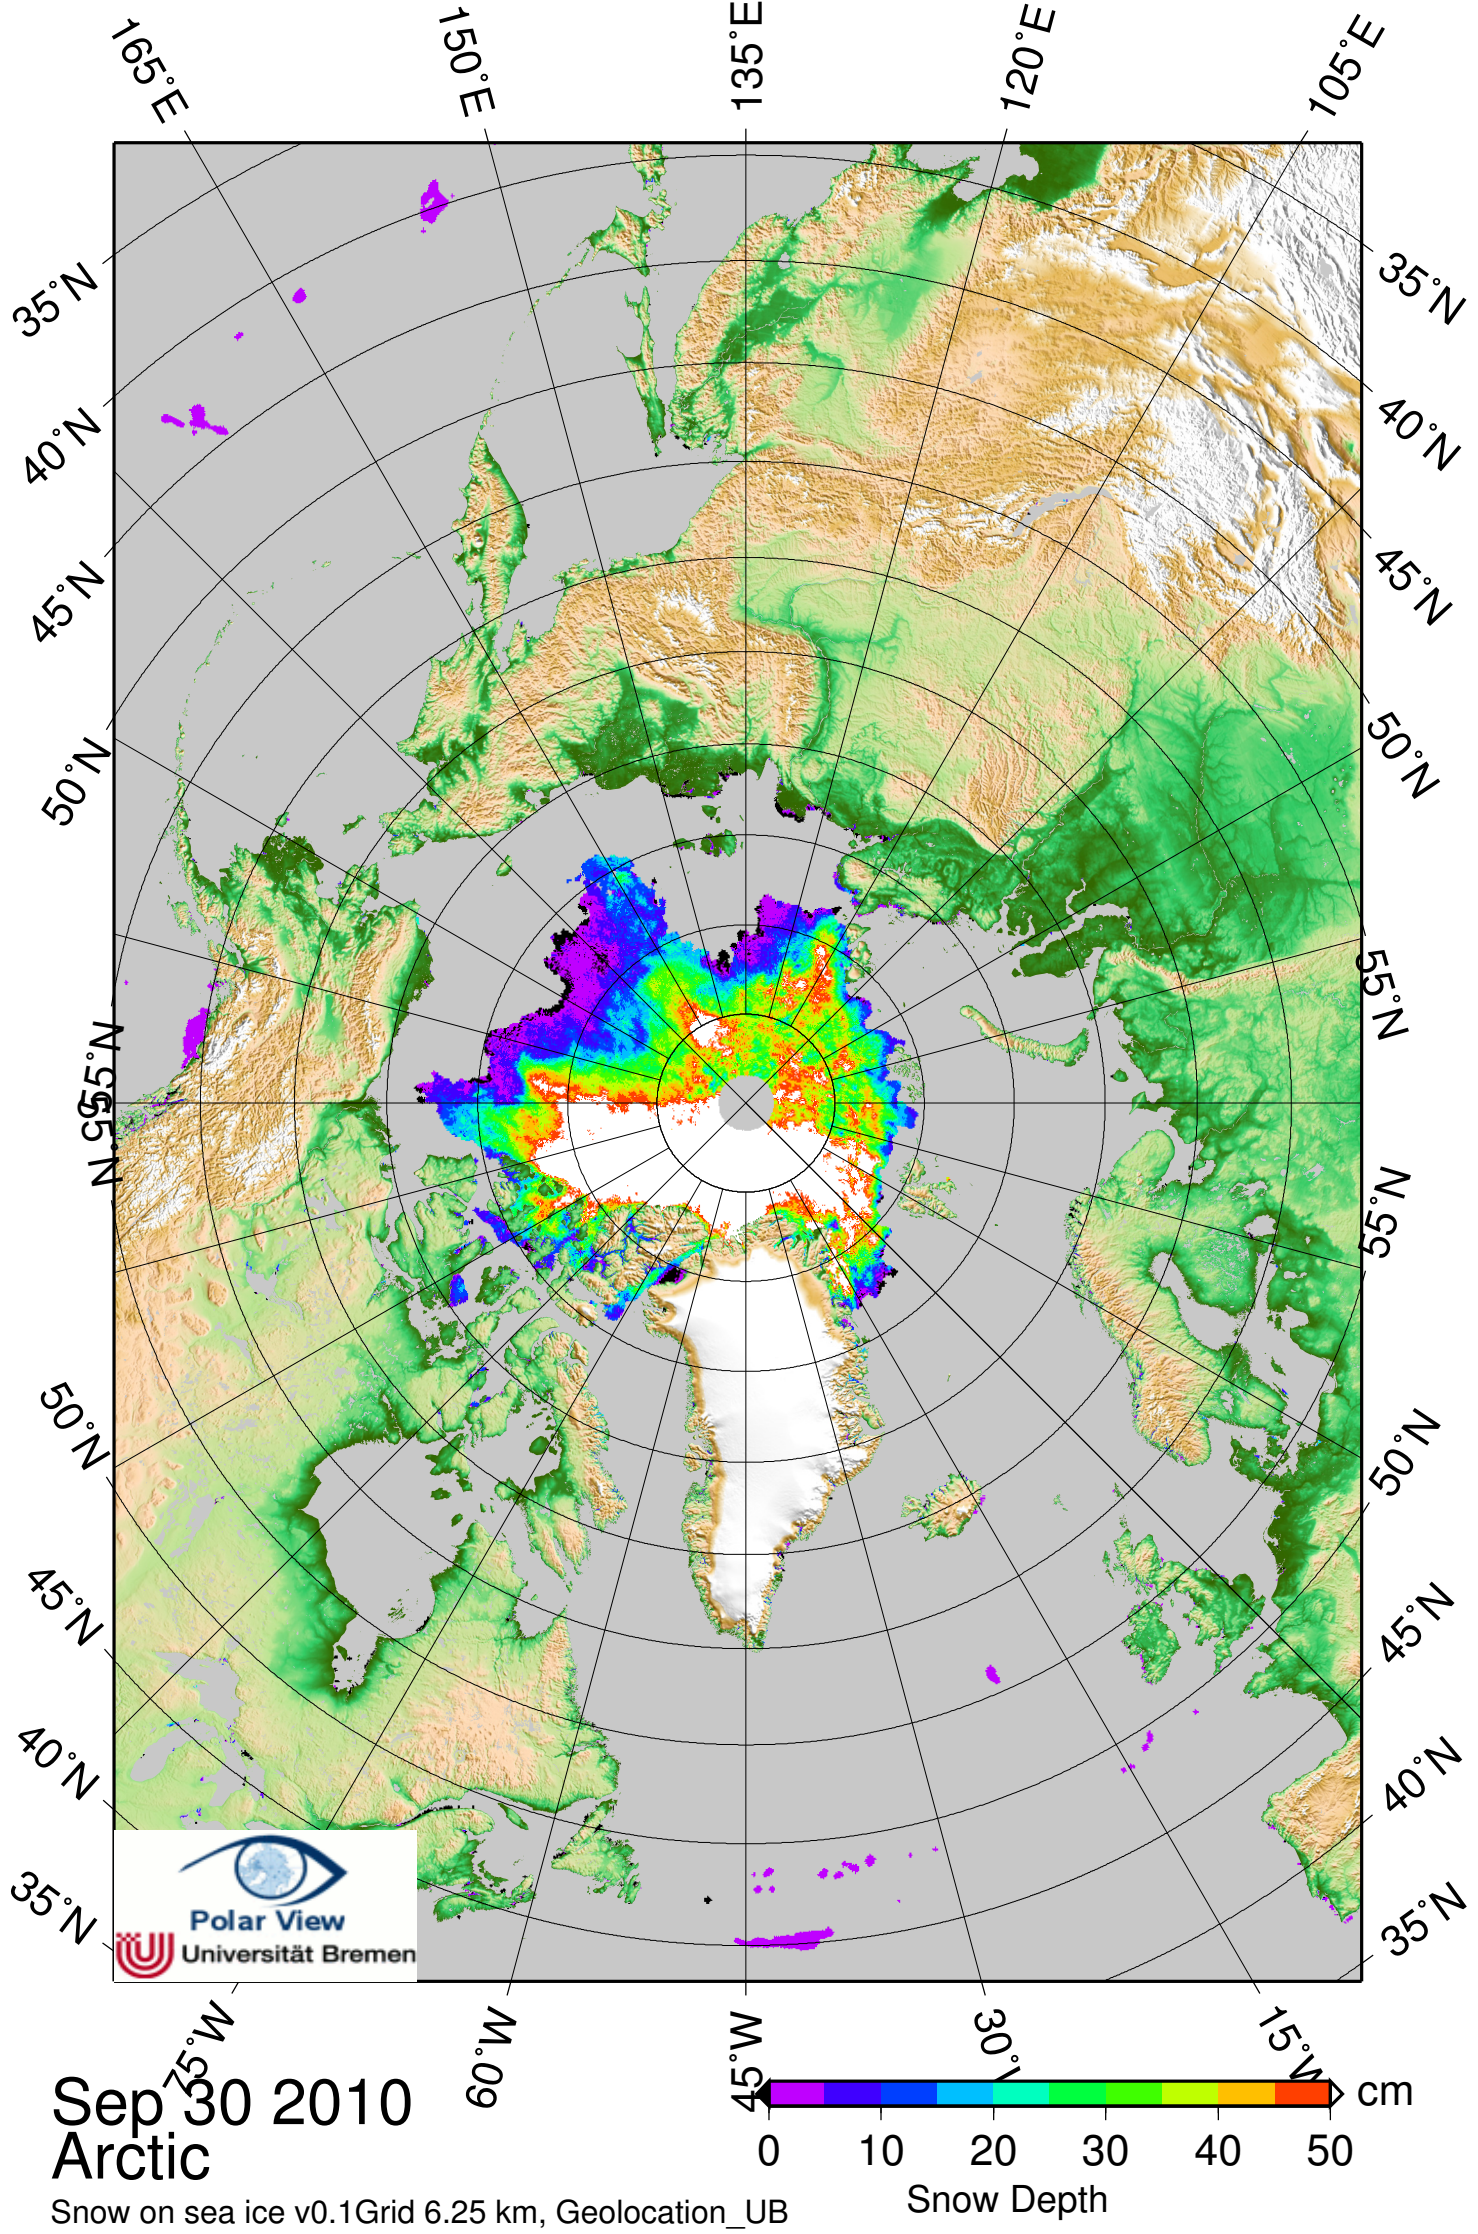 165°E 150°E 135°E 120°E 105°E
35°N 35°N
40°N 40°N
45°N 45°N
50°N 50°N
55°N 55°N
55°N 55°N
50°N 50°N
45°N 45°N
40°N 40°N
35°N 35°N
Polar View
Universität Bremen
75°W 60°W 45°W 30°W 15°W
Sep 30 2010
Arctic
cm
0 10 20 30 40 50
Snow Depth
Snow on sea ice v0.1Grid 6.25 km, Geolocation_UB